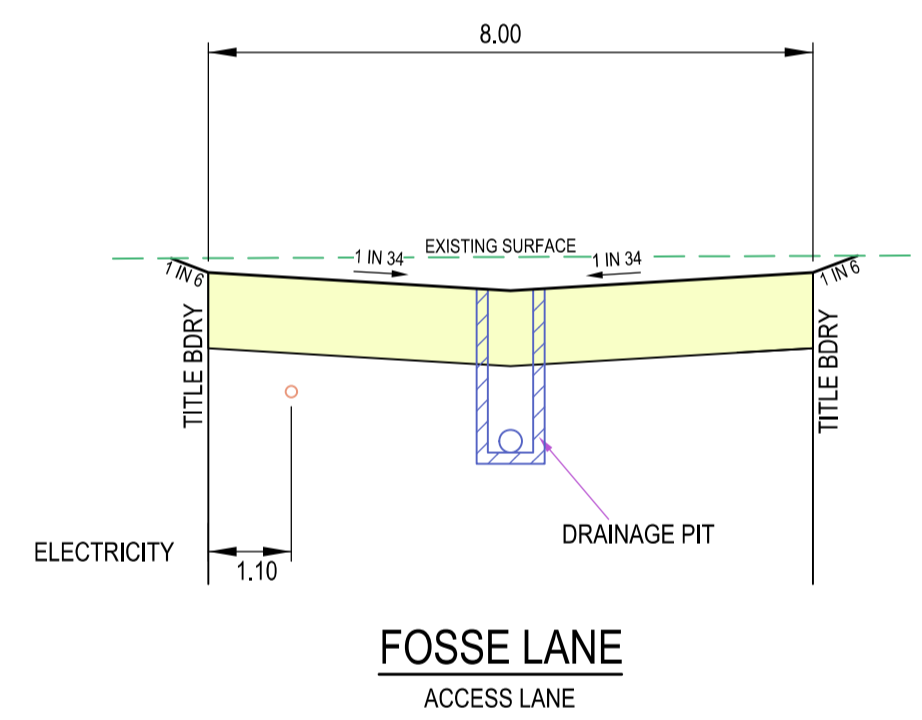 8.00
EXISTING SURFACE
1 IN 34
1 IN 34
1 IN 6
1 IN 6
TITLE BDRY
TITLE BDRY
DRAINAGE PIT
ELECTRICITY
1.10
FOSSE LANE
ACCESS LANE